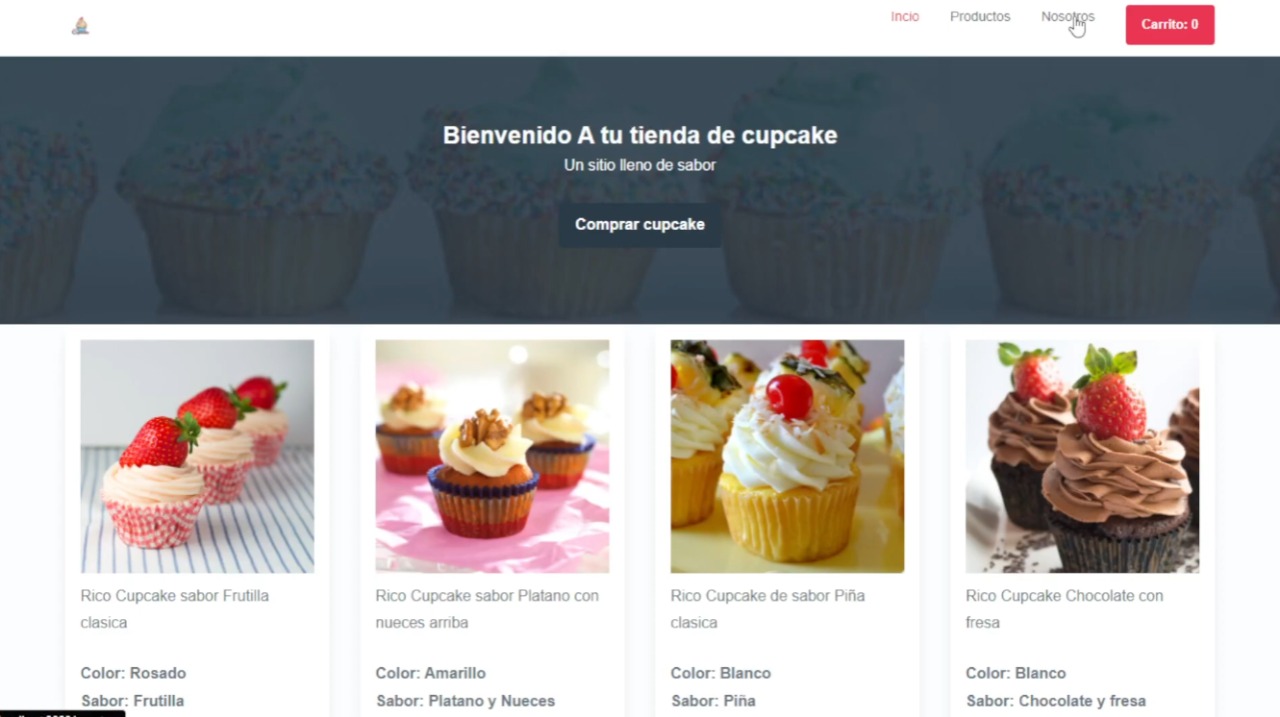 Incio Productos Nosotros Carrito: 0
Bienvenido A tu tienda de cupcake
Un sitio lleno de sabor
Comprar cupcake
Rico Cupcake sabor Frutilla
clasica
Color: Rosado
Sabor: Frutilla
Rico Cupcake sabor Platano con
nueces arriba
Color: Amarillo
Sabor: Platano y Nueces
Rico Cupcake de sabor Piña
clasica
Color: Blanco
Sabor: Piña
Rico Cupcake Chocolate con
fresa
Color: Blanco
Sabor: Chocolate y fresa